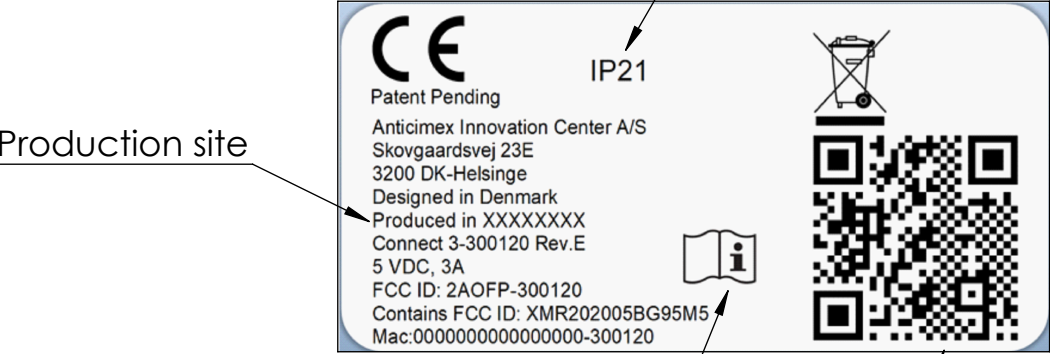 CE
IP21
Patent Pending
Anticimex Innovation Center A/S
Skovgaardsvej 23E
3200 DK-Helsinge
Designed in Denmark
Production site
Produced in XXXXXXXX
Connect 3-300120 Rev.E
5 VDC, 3A
FCC ID: 2AOFP-300120
Contains FCC ID: XMR202005BG95M5
Mac:0000000000000000-300120
i